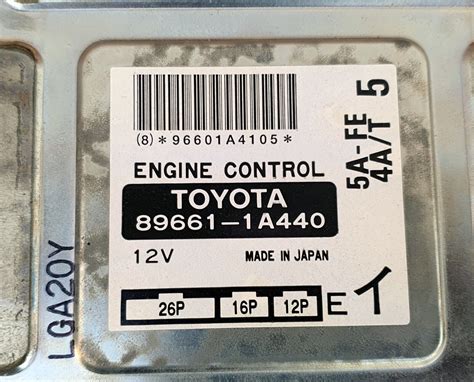 (8)*96601A4105*
ENGINE CONTROL
TOYOTA
89661-1A440
12V MADE IN JAPAN
26P 16P 12P E イ
5A-FE 5
4A/T
LGA20Y